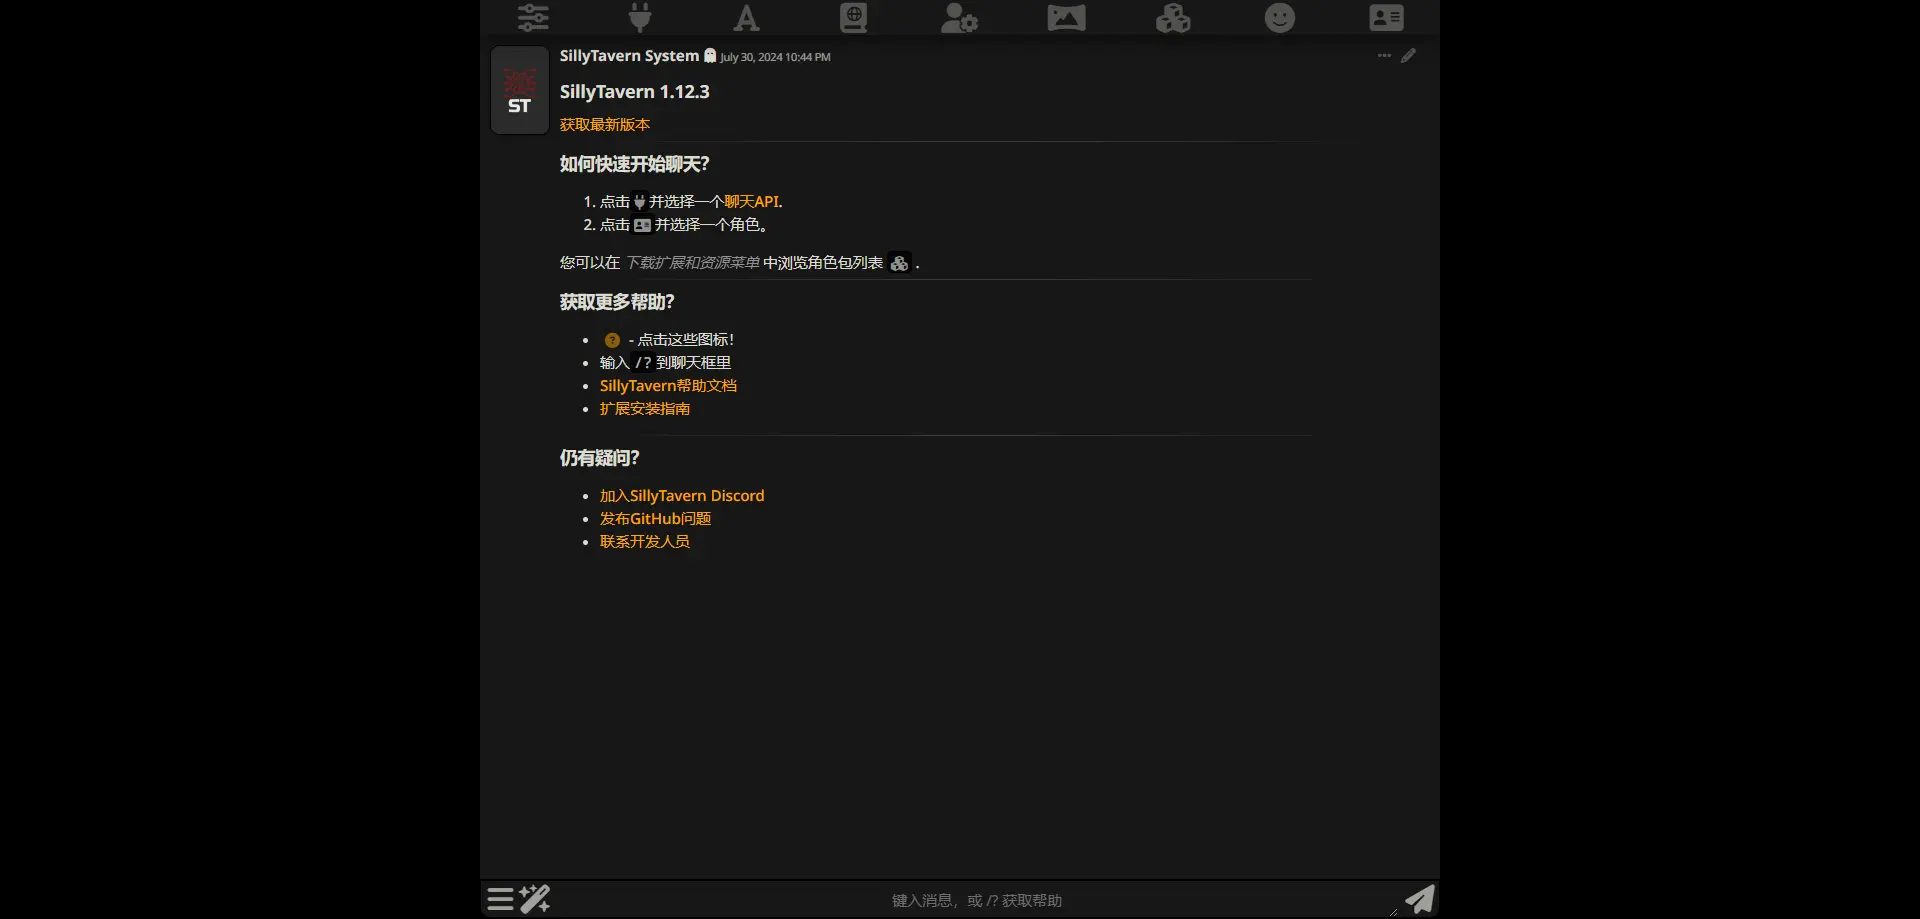 SillyTavern System July 30, 2024 10:44 PM
ST
SillyTavern 1.12.3
获取最新版本
如何快速开始聊天?
1. 点击 并选择一个聊天API.
2. 点击 并选择一个角色。
您可以在 下载扩展和资源菜单 中浏览角色包列表 .
获取更多帮助?
• ? - 点击这些图标!
• 输入 /? 到聊天框里
• SillyTavern帮助文档
• 扩展安装指南
仍有疑问?
• 加入SillyTavern Discord
• 发布GitHub问题
• 联系开发人员
键入消息，或 /? 获取帮助